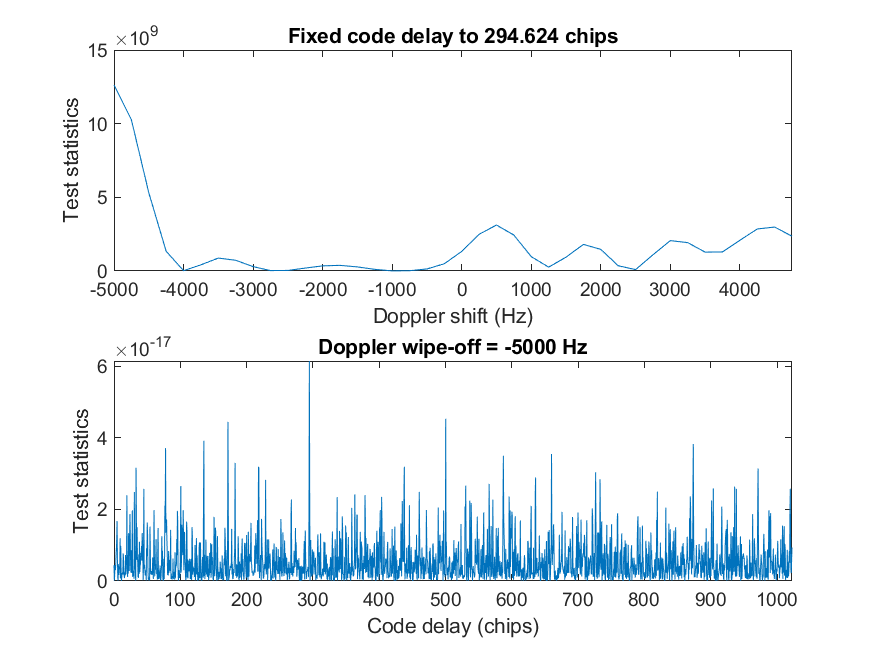 ×10^9
Fixed code delay to 294.624 chips
15
10
5
0
Test statistics
-5000 -4000 -3000 -2000 -1000 0 1000 2000 3000 4000
Doppler shift (Hz)
×10^-17
Doppler wipe-off = -5000 Hz
6
4
2
0
Test statistics
0 100 200 300 400 500 600 700 800 900 1000
Code delay (chips)